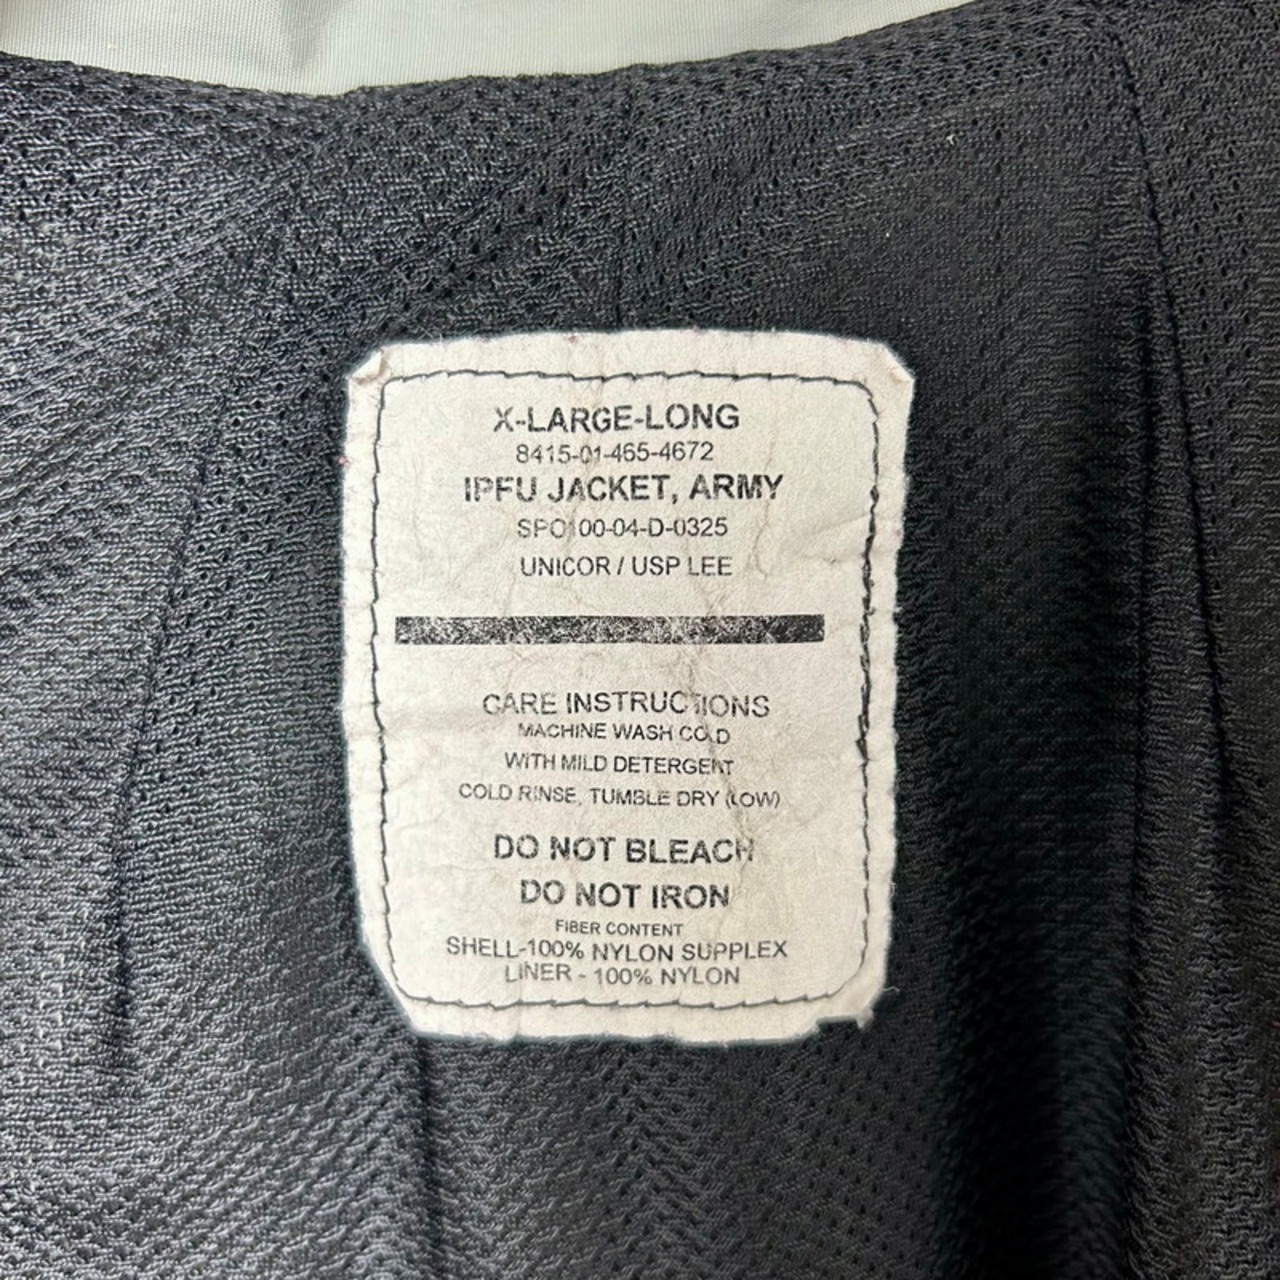 X-LARGE-LONG
8415-01-465-4672
IPFU JACKET, ARMY
SPO100-04-D-0325
UNICOR / USP LEE
CARE INSTRUCTIONS
MACHINE WASH COLD
WITH MILD DETERGENT
COLD RINSE, TUMBLE DRY (LOW)
DO NOT BLEACH
DO NOT IRON
FIBER CONTENT
SHELL-100% NYLON SUPPLEX
LINER - 100% NYLON